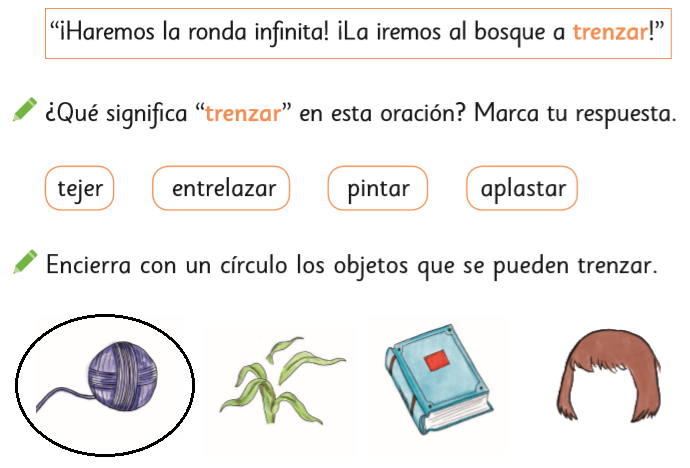 “¡Haremos la ronda infinita! ¡La iremos al bosque a trenzar!”
¿Qué significa “trenzar” en esta oración? Marca tu respuesta.
tejer entrelazar pintar aplastar
Encierra con un círculo los objetos que se pueden trenzar.